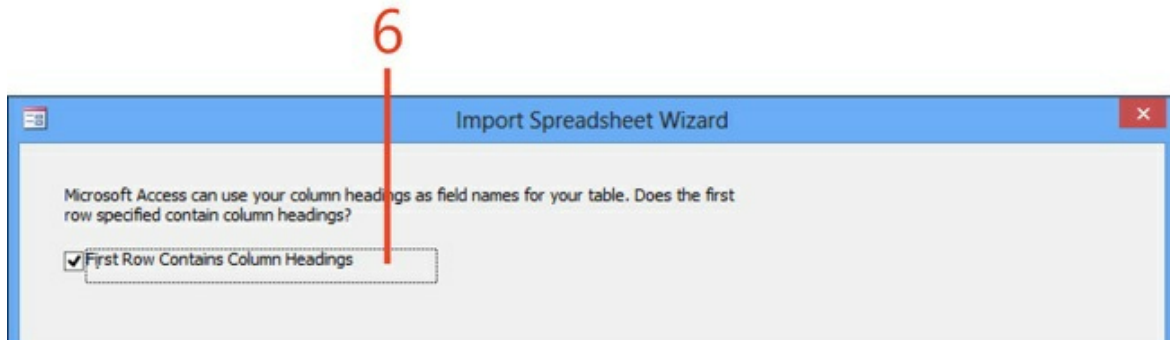 6
Import Spreadsheet Wizard
Microsoft Access can use your column headings as field names for your table. Does the first
row specified contain column headings?
First Row Contains Column Headings